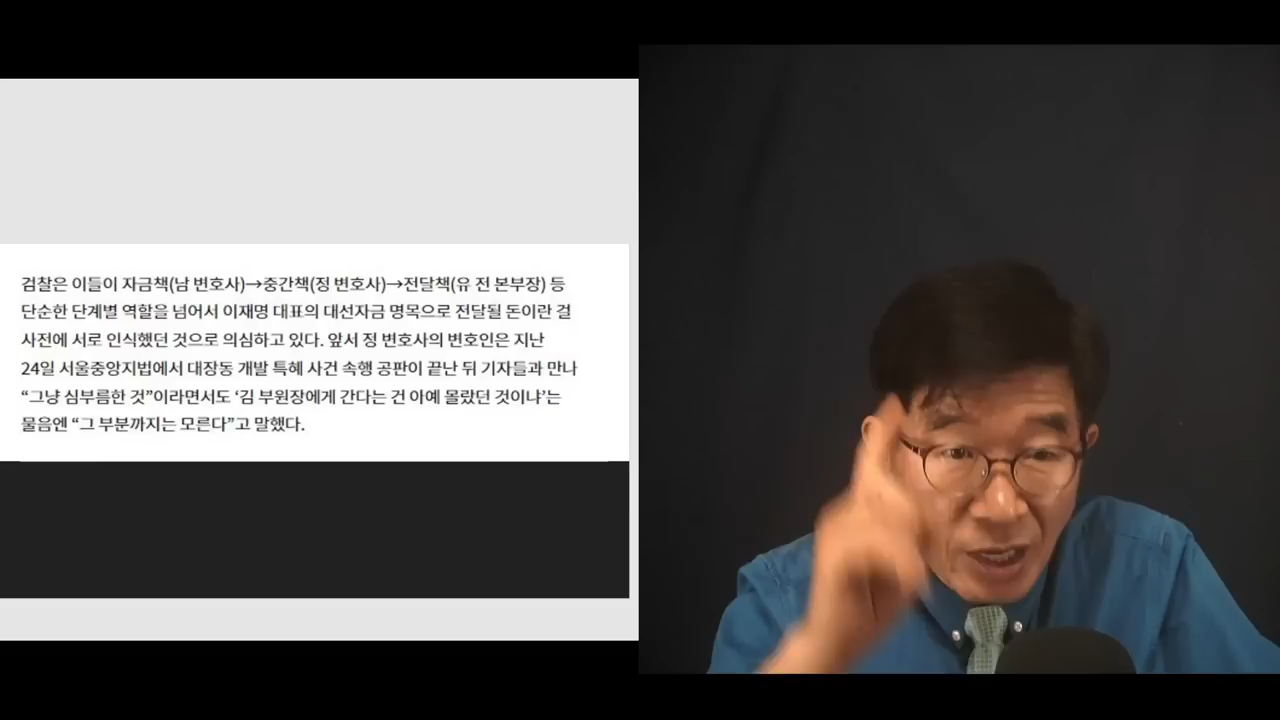 검찰은 이들이 자금책(남 변호사)→중간책(정 변호사)→전달책(유 전 본부장) 등
단순한 단계별 역할을 넘어서 이재명 대표의 대선자금 명목으로 전달될 돈이란 걸
사전에 서로 인식했던 것으로 의심하고 있다. 앞서 정 변호사의 변호인은 지난
24일 서울중앙지법에서 대장동 개발 특혜 사건 속행 공판이 끝난 뒤 기자들과 만나
“그냥 심부름한 것”이라면서도 ‘김 부원장에게 간다는 건 아예 몰랐던 것이냐’는
물음엔 “그 부분까지는 모른다”고 말했다.